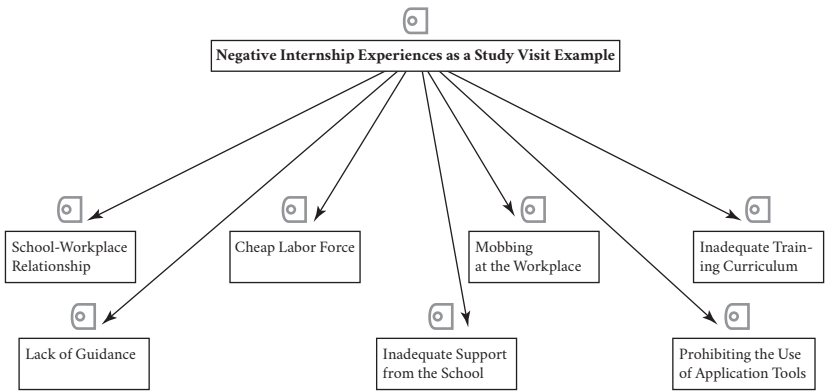 Negative Internship Experiences as a Study Visit Example
School-Workplace
Relationship
Cheap Labor Force
Mobbing
at the Workplace
Inadequate Train-
ing Curriculum
Lack of Guidance
Inadequate Support
from the School
Prohibiting the Use
of Application Tools